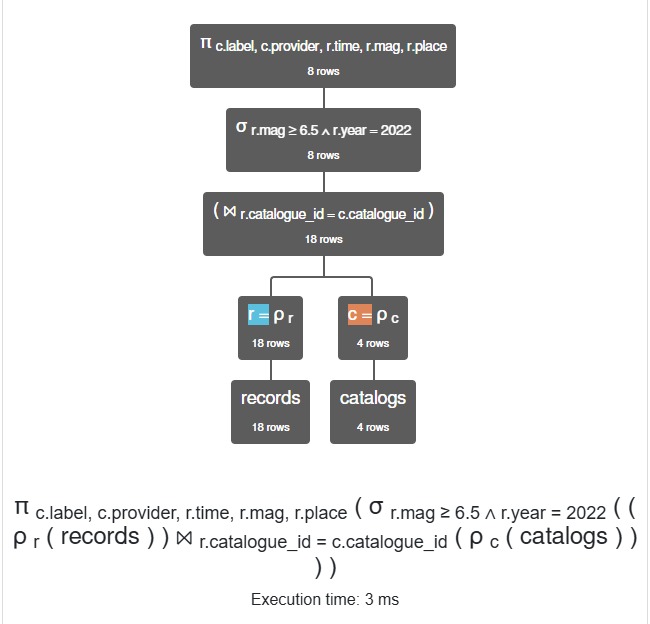 π c.label, c.provider, r.time, r.mag, r.place
8 rows
σ r.mag ≥ 6.5 ∧ r.year = 2022
8 rows
( ⋈ r.catalogue_id = c.catalogue_id )
18 rows
r = ρ r
18 rows
c = ρ c
4 rows
records
18 rows
catalogs
4 rows
π c.label, c.provider, r.time, r.mag, r.place ( σ r.mag ≥ 6.5 ∧ r.year = 2022 ( (
ρ r ( records ) ) ⋈ r.catalogue_id = c.catalogue_id ( ρ c ( catalogs ) )
) )
Execution time: 3 ms